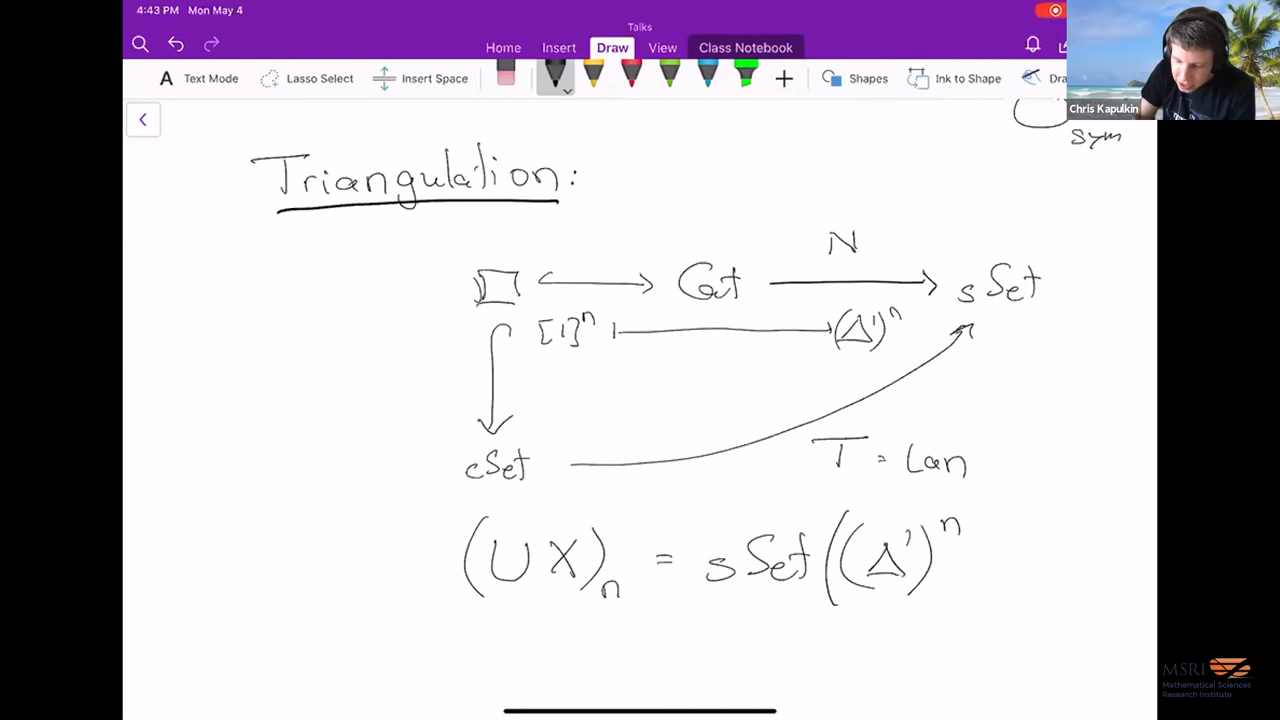 4:43 PM Mon May 4
Talks
Home Insert Draw View Class Notebook
Text Mode Lasso Select Insert Space Shapes Ink to Shape
Chris Kapulkin
sym
Triangulation:
N
□ Cat sSet
[1]ⁿ (Δ¹)ⁿ
cSet T = Lan
(UX)ₙ = sSet((Δ¹)ⁿ
MSRI
Mathematical Sciences
Research Institute